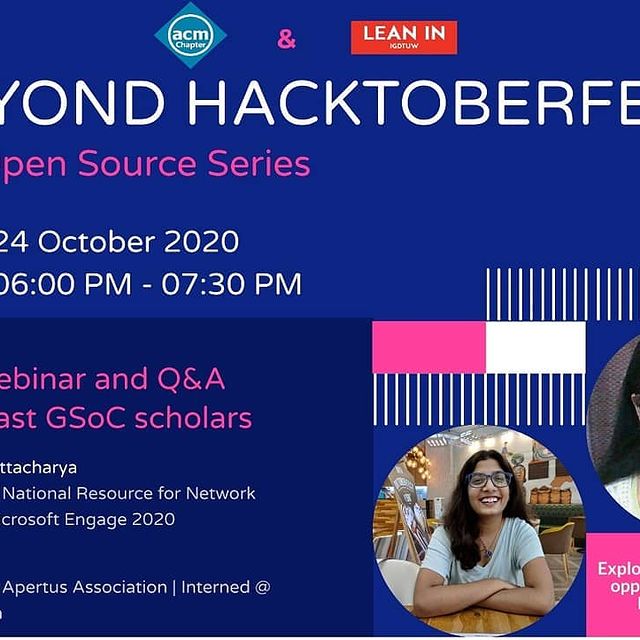 acm
Chapter
&
LEAN IN
IGDTUW
YOND HACKTOBERFE
pen Source Series
24 October 2020
06:00 PM - 07:30 PM
ebinar and Q&A
ast GSoC scholars
ttacharya
National Resource for Network
crosoft Engage 2020
Apertus Association | Interned @
Explo
opp